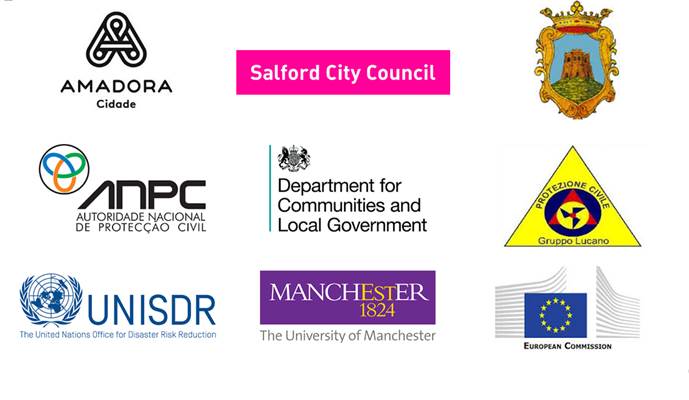 AMADORA
Cidade
Salford City Council
ANPC
AUTORIDADE NACIONAL
DE PROTECÇÃO CIVIL
Department for
Communities and
Local Government
PROTEZIONE CIVILE
Gruppo Lucano
UNISDR
The United Nations Office for Disaster Risk Reduction
MANCHESTER
1824
The University of Manchester
EUROPEAN COMMISSION